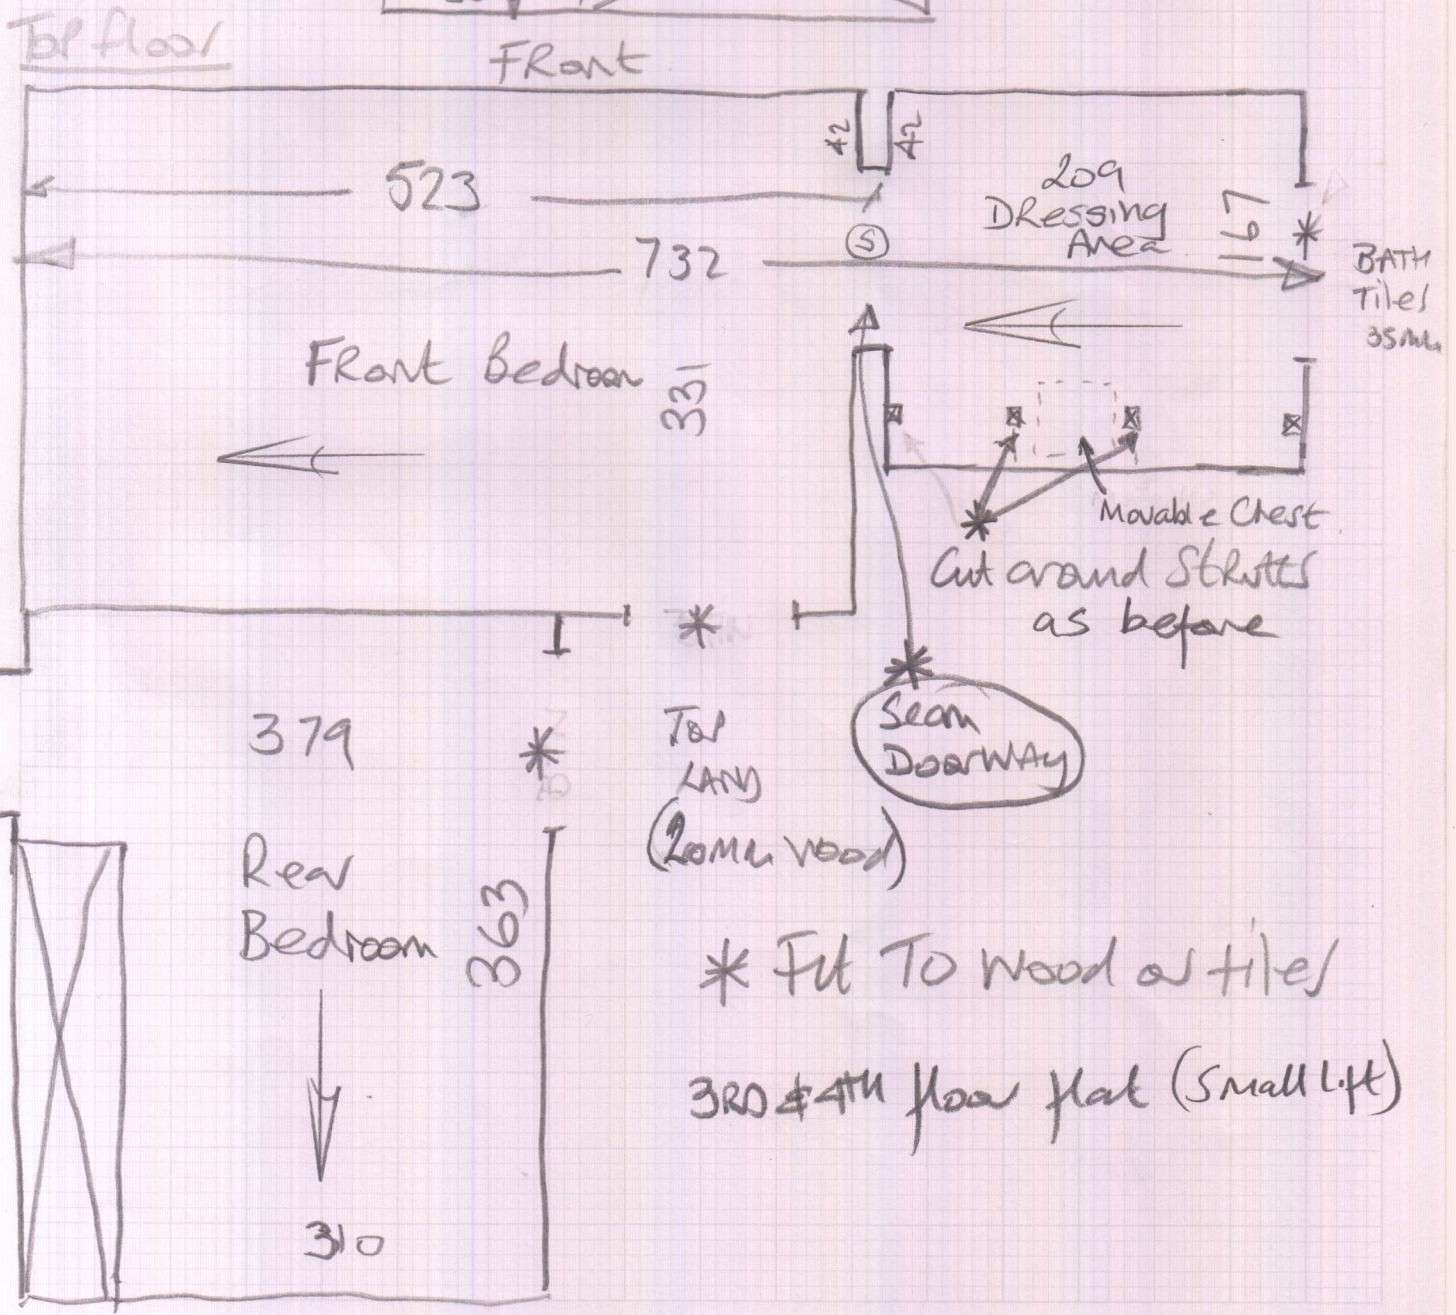 Top floor
FRont
42
42
523
209
DRessing
Area
167
S
732
BATH
Tiles
35mm
FRont Bedroom
331
Movable Chest
Cut around Strutts
as before
379
Top
LAND
(20mm wood)
Seam
DoorWAy
Rear
Bedroom
363
* Fit To wood or tiles
3RD & 4TH floor flat (Small Lift)
310